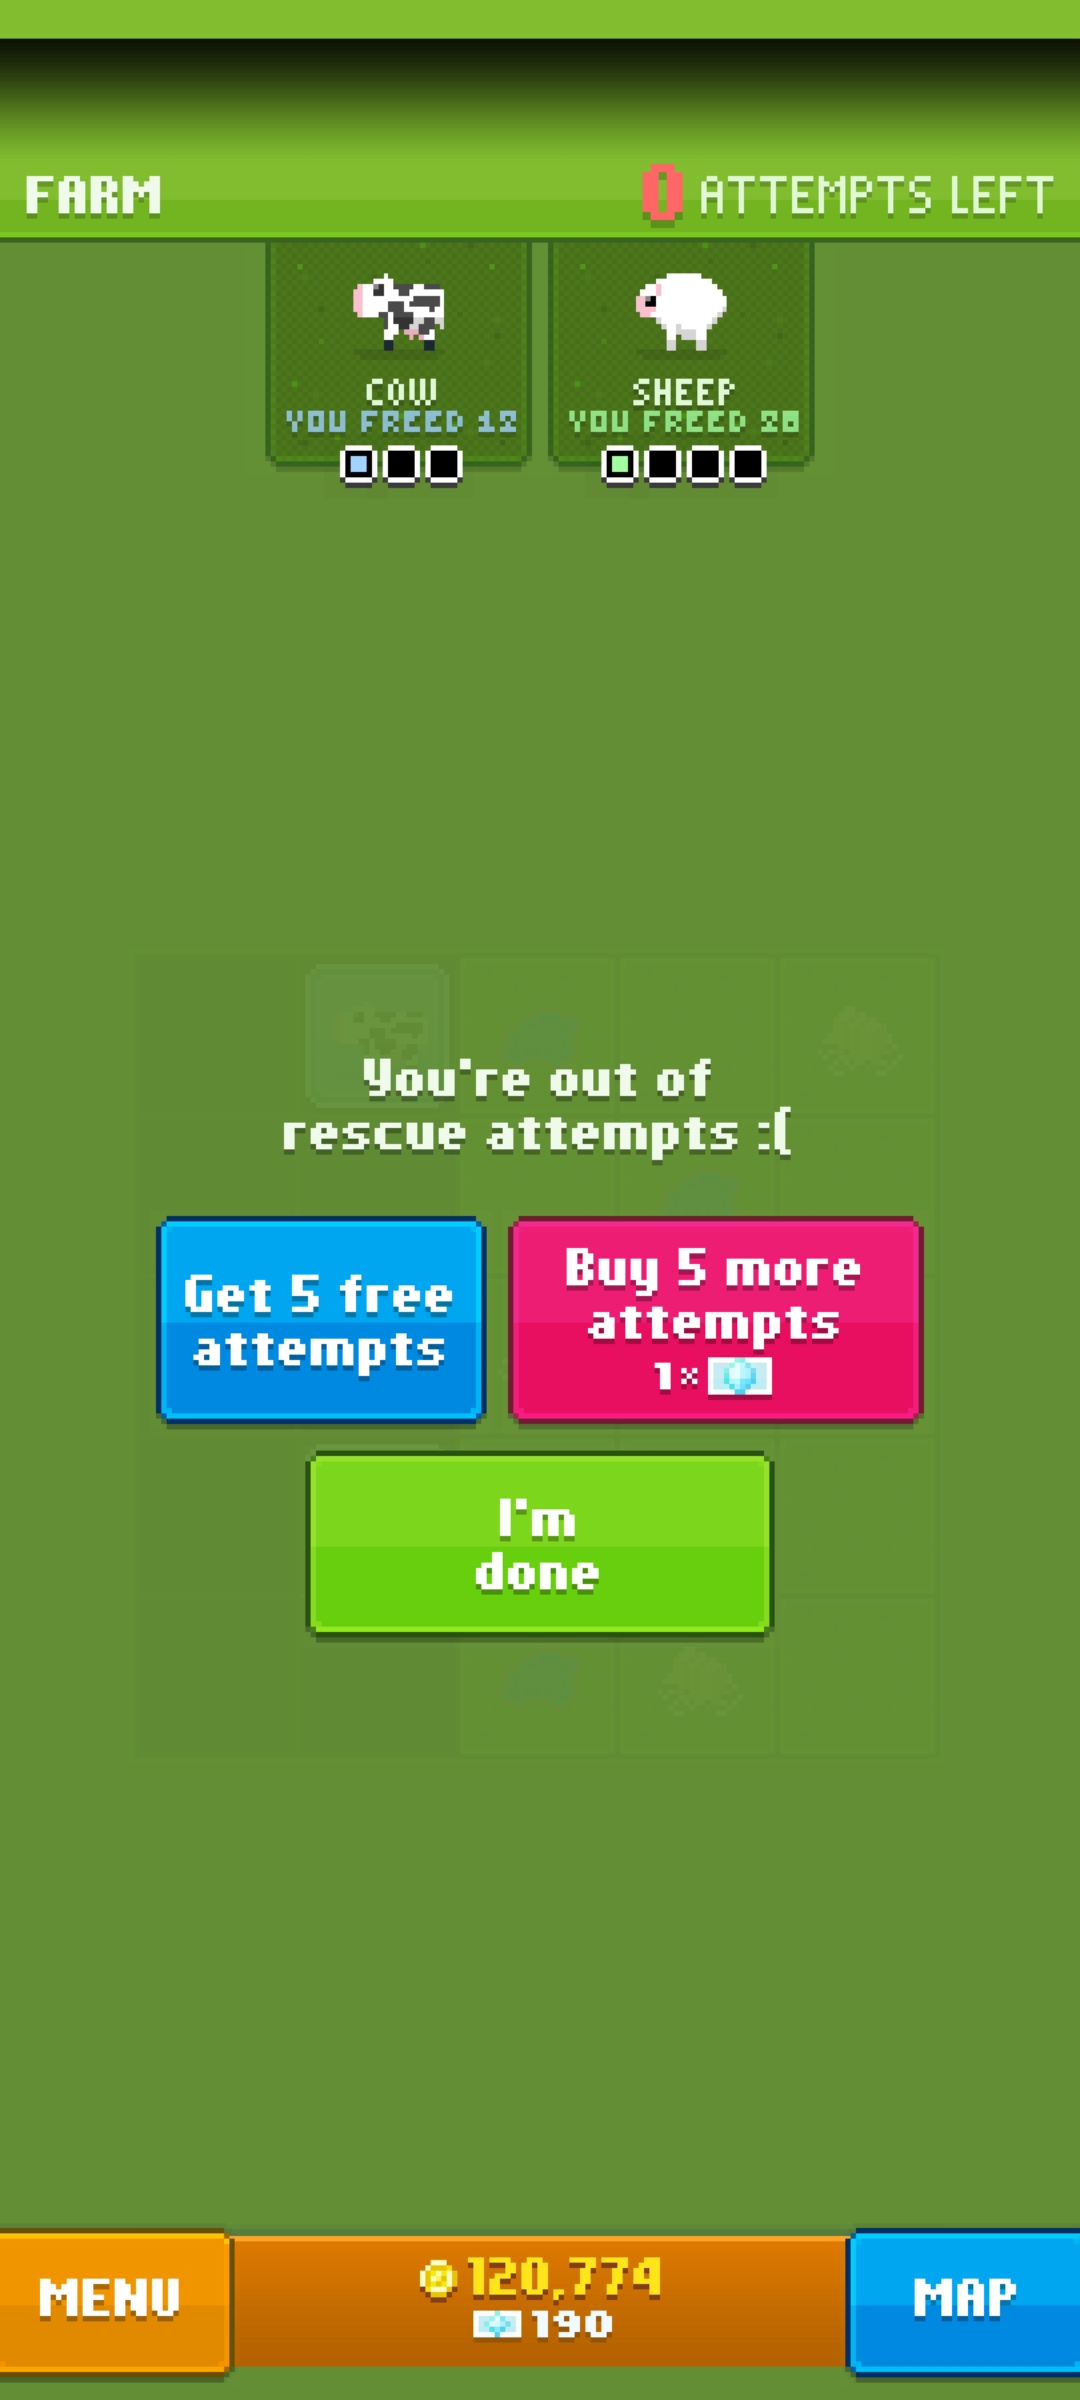 FARM
0 ATTEMPTS LEFT
COW
YOU FREED 12
SHEEP
YOU FREED 20
You're out of
rescue attempts :(
Get 5 free
attempts
Buy 5 more
attempts
1×
I'm
done
MENU
120,774
190
MAP